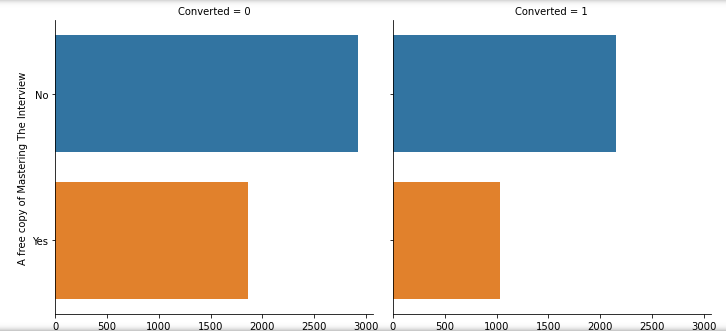 Converted = 0
Converted = 1
A free copy of Mastering The Interview
No
Yes
0 500 1000 1500 2000 2500 3000
0 500 1000 1500 2000 2500 3000